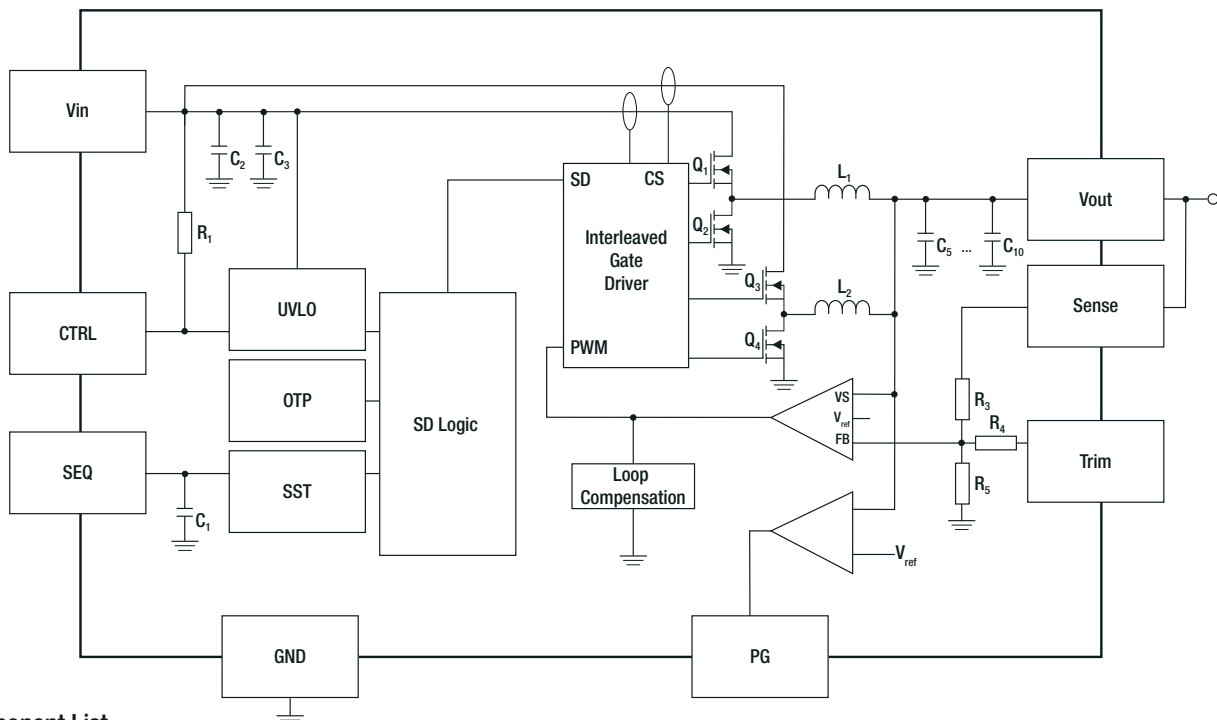 Vin
C2
C3
R1
CTRL
UVLO
OTP
SEQ
C1
SST
SD Logic
SD
CS
Interleaved
Gate
Driver
PWM
Q1
Q2
Q3
Q4
L1
L2
C5
...
C10
Vout
Sense
VS
Vref
FB
R3
R4
R5
Trim
Loop
Compensation
Vref
GND
PG